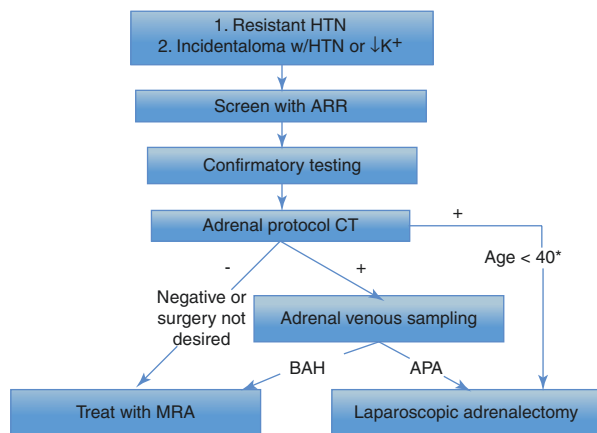 1. Resistant HTN
2. Incidentaloma w/HTN or ↓K⁺
Screen with ARR
Confirmatory testing
Adrenal protocol CT
+
Age < 40*
-
+
Negative or
surgery not
desired
Adrenal venous sampling
BAH
APA
Treat with MRA
Laparoscopic adrenalectomy